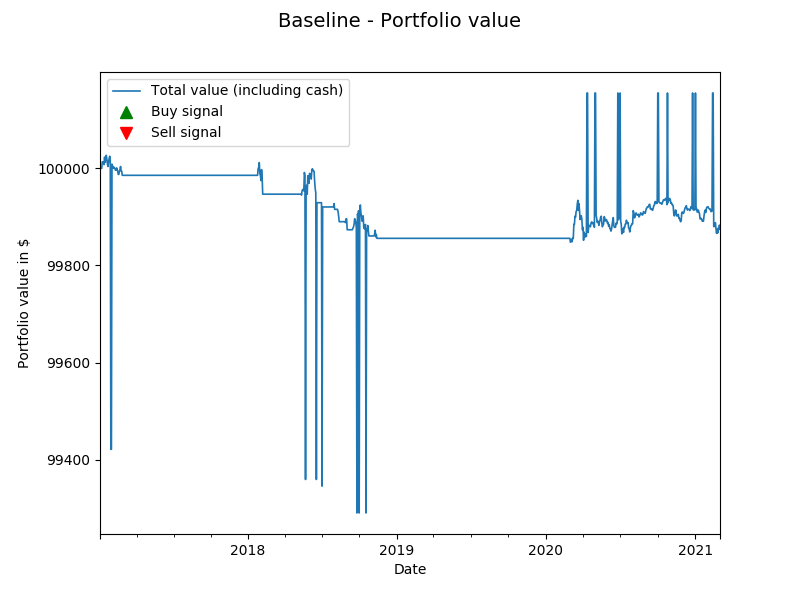 Baseline - Portfolio value
Total value (including cash)
Buy signal
Sell signal
100000
99800
99600
99400
Portfolio value in $
2018
2019
2020
2021
Date